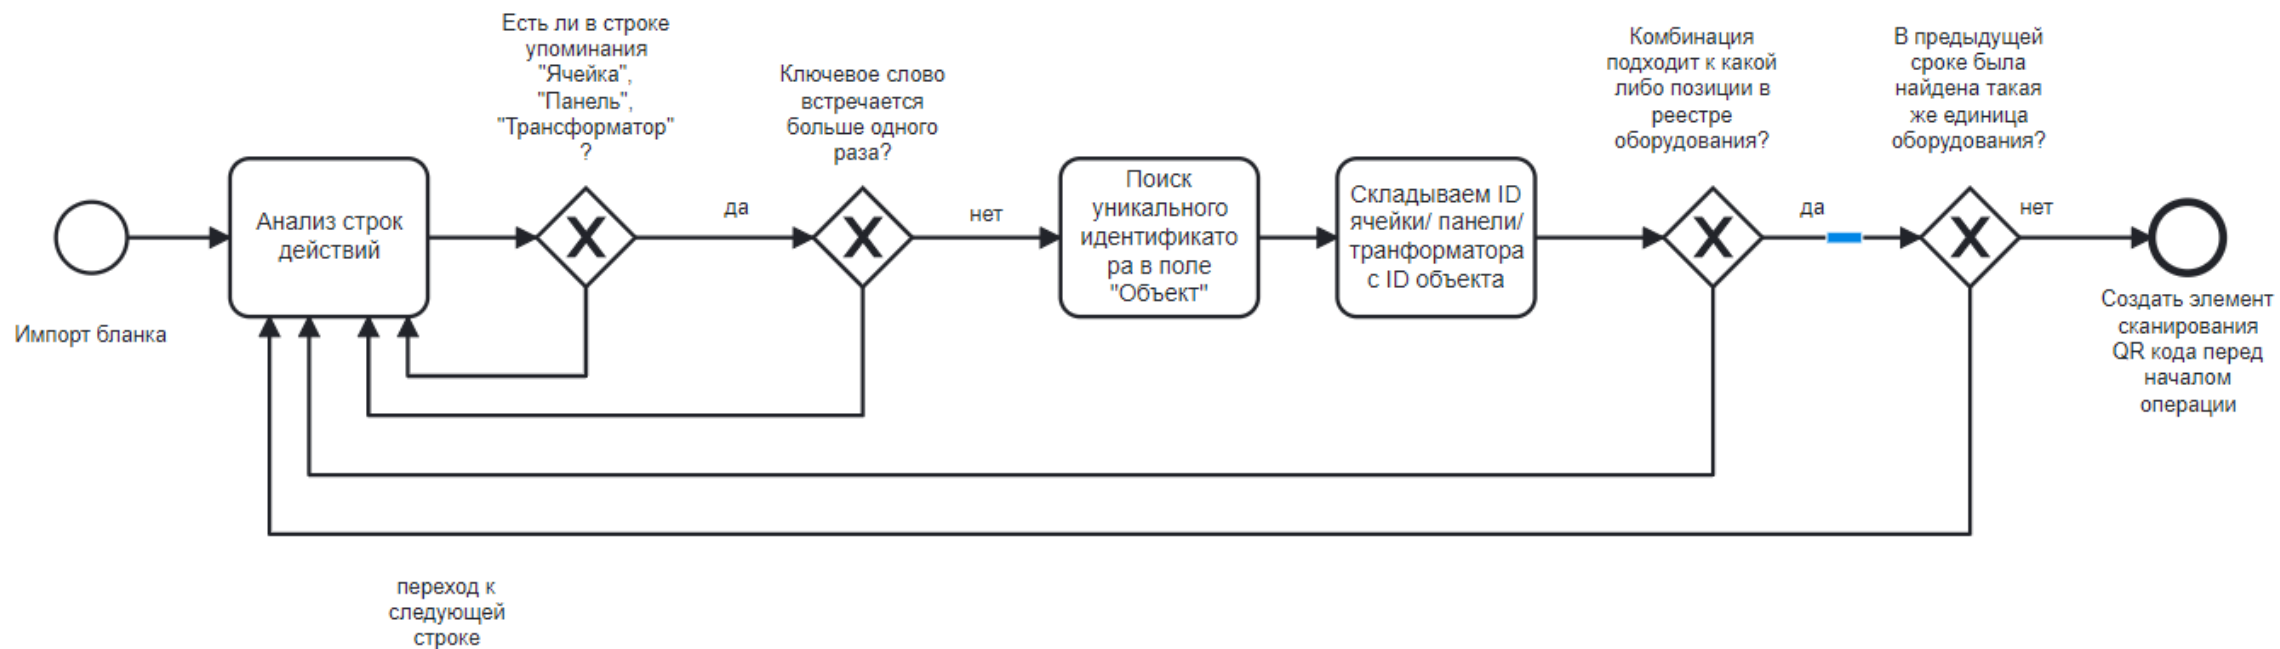 Импорт бланка
Анализ строк
действий
Есть ли в строке
упоминания
"Ячейка",
"Панель",
"Трансформатор"
?
да
Ключевое слово
встречается
больше одного
раза?
нет
Поиск
уникального
идентификато
ра в поле
"Объект"
Складываем ID
ячейки/ панели/
транформатора
с ID объекта
Комбинация
подходит к какой
либо позиции в
реестре
оборудования?
да
В предыдущей
сроке была
найдена такая
же единица
оборудования?
нет
Создать элемент
сканирования
QR кода перед
началом
операции
переход к
следующей
строке